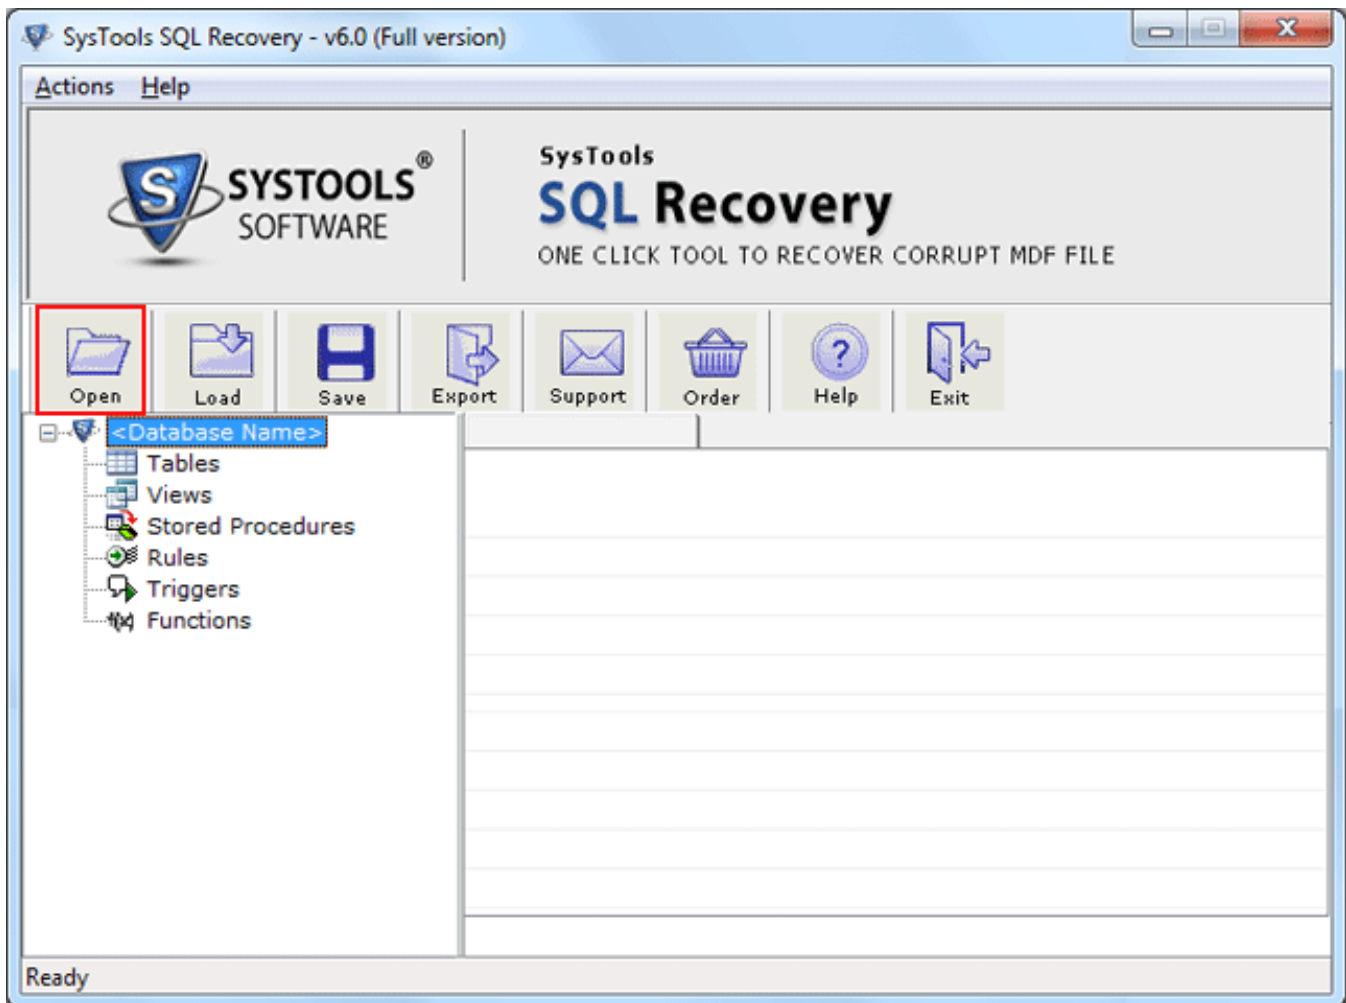 SysTools SQL Recovery - v6.0 (Full version)
Actions Help
SYSTOOLS®
SOFTWARE
SysTools
SQL Recovery
ONE CLICK TOOL TO RECOVER CORRUPT MDF FILE
Open Load Save Export Support Order Help Exit
<Database Name>
Tables
Views
Stored Procedures
Rules
Triggers
Functions
Ready